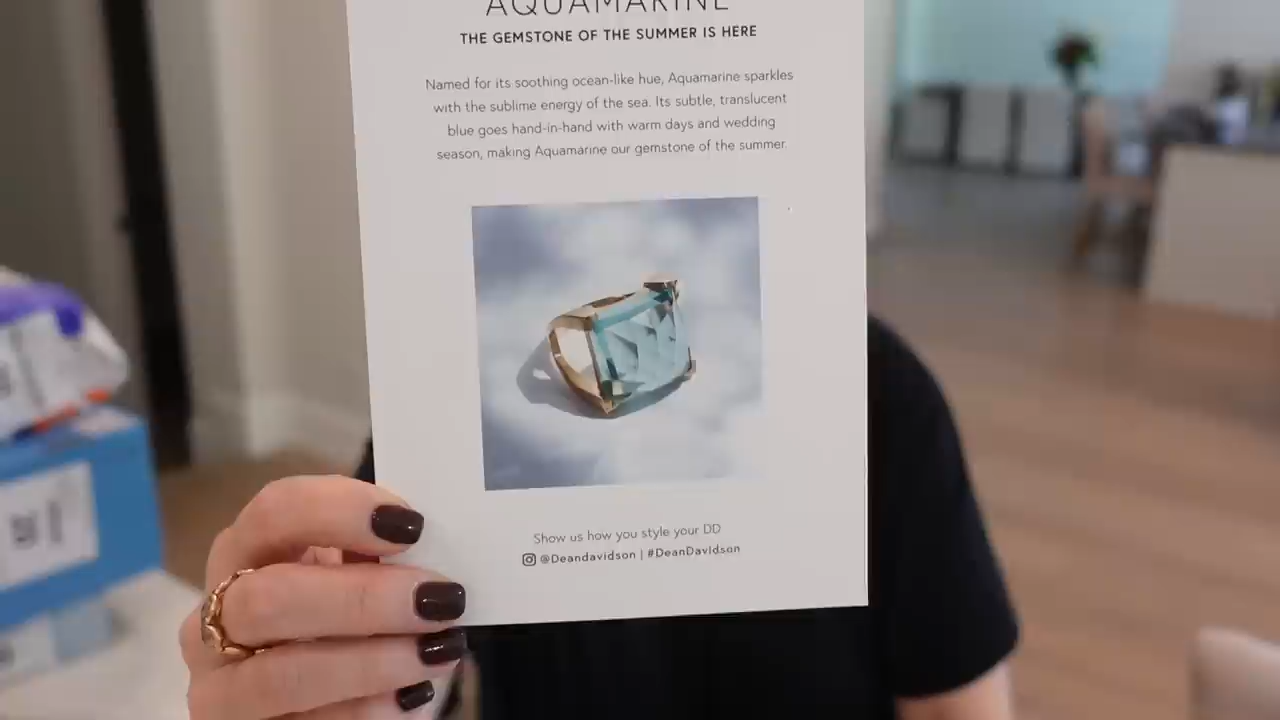 AQUAMARINE
THE GEMSTONE OF THE SUMMER IS HERE
Named for its soothing ocean-like hue, Aquamarine sparkles
with the sublime energy of the sea. Its subtle, translucent
blue goes hand-in-hand with warm days and wedding
season, making Aquamarine our gemstone of the summer.
Show us how you style your DD
@Deandavidson | #DeanDavidson